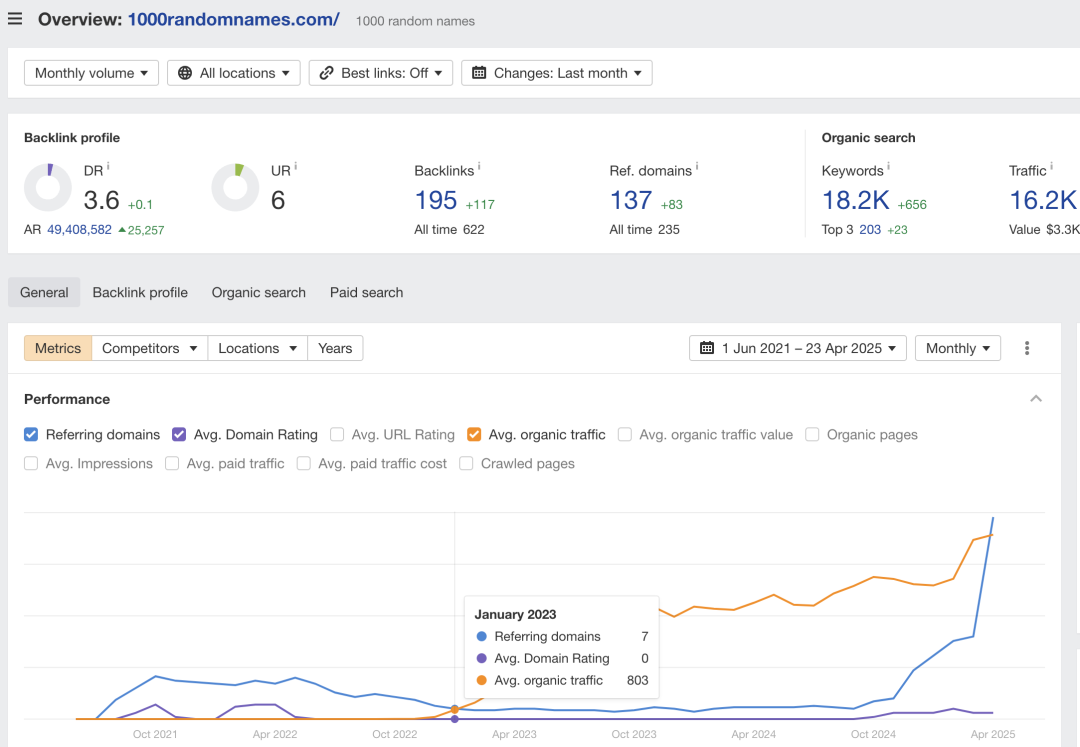 Overview: 1000randomnames.com/ 1000 random names
Monthly volume All locations Best links: Off Changes: Last month
Backlink profile Organic search
DR i UR i Backlinks i Ref. domains i Keywords i Traffic i
3.6 +0.1 6 195 +117 137 +83 18.2K +656 16.2K
AR 49,408,582 25,257 All time 622 All time 235 Top 3 203 +23 Value $3.3K
General Backlink profile Organic search Paid search
Metrics Competitors Locations Years 1 Jun 2021 – 23 Apr 2025 Monthly
Performance
Referring domains Avg. Domain Rating Avg. URL Rating Avg. organic traffic Avg. organic traffic value Organic pages
Avg. Impressions Avg. paid traffic Avg. paid traffic cost Crawled pages
January 2023
Referring domains 7
Avg. Domain Rating 0
Avg. organic traffic 803
Oct 2021 Apr 2022 Oct 2022 Apr 2023 Oct 2023 Apr 2024 Oct 2024 Apr 2025